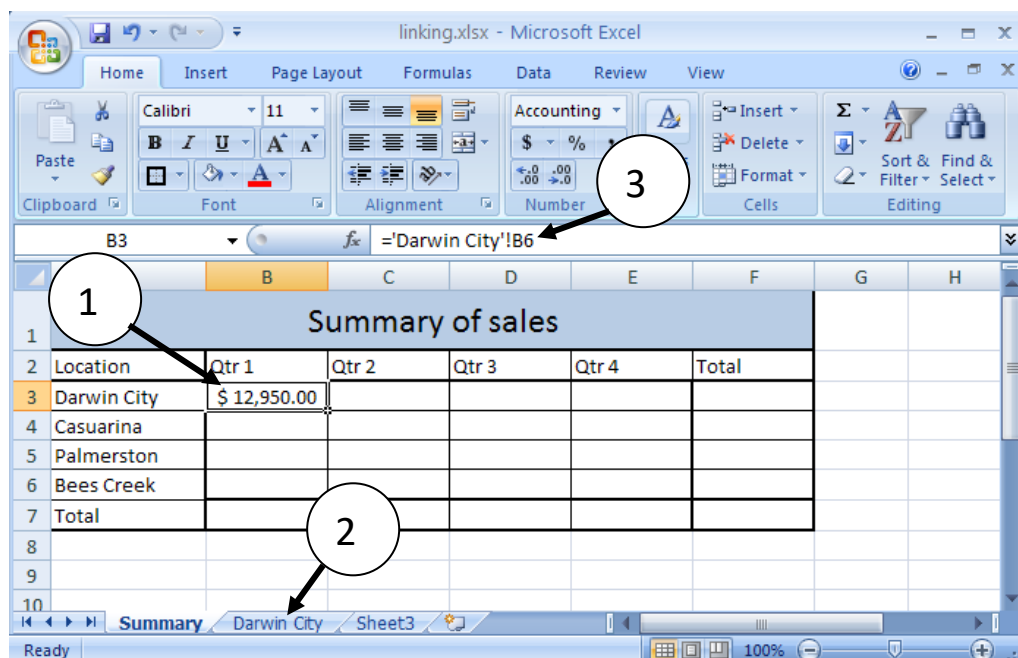 linking.xlsx - Microsoft Excel
Home Insert Page Layout Formulas Data Review View
Calibri 11 Accounting Insert Σ
Paste B I U A A $ % , Delete Sort & Find &
A .00 .0 Format Filter Select
Clipboard Font Alignment Number Cells Editing
3
B3 fx ='Darwin City'!B6
A B C D E F G H
1
1 Summary of sales
2 Location Qtr 1 Qtr 2 Qtr 3 Qtr 4 Total
3 Darwin City $ 12,950.00
4 Casuarina
5 Palmerston
6 Bees Creek
7 Total
2
8
9
10
Summary Darwin City Sheet3
Ready 100%